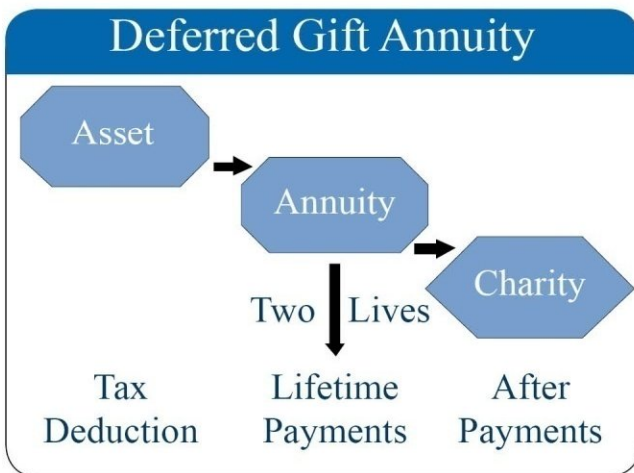 Deferred Gift Annuity
Asset
Annuity
Charity
Two Lives
Tax
Deduction
Lifetime
Payments
After
Payments